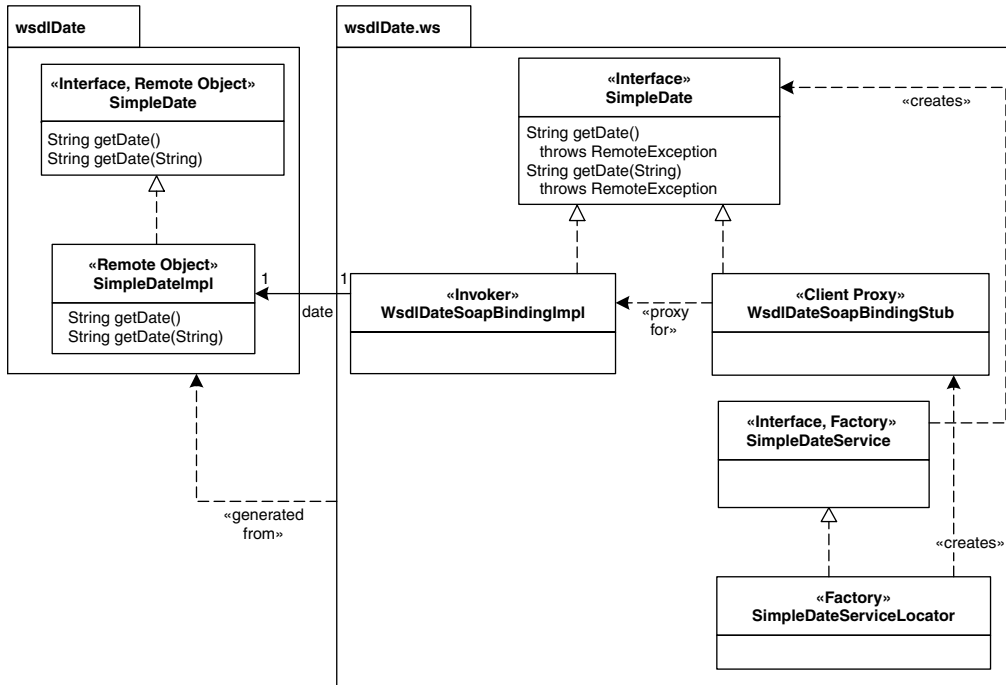 wsdlDate
«Interface, Remote Object»
SimpleDate
String getDate()
String getDate(String)
«Remote Object»
SimpleDateImpl
String getDate()
String getDate(String)
1
date
1
«generated
from»
wsdlDate.ws
«Interface»
SimpleDate
String getDate()
throws RemoteException
String getDate(String)
throws RemoteException
«creates»
«Invoker»
WsdlDateSoapBindingImpl
«proxy
for»
«Client Proxy»
WsdlDateSoapBindingStub
«Interface, Factory»
SimpleDateService
«creates»
«Factory»
SimpleDateServiceLocator